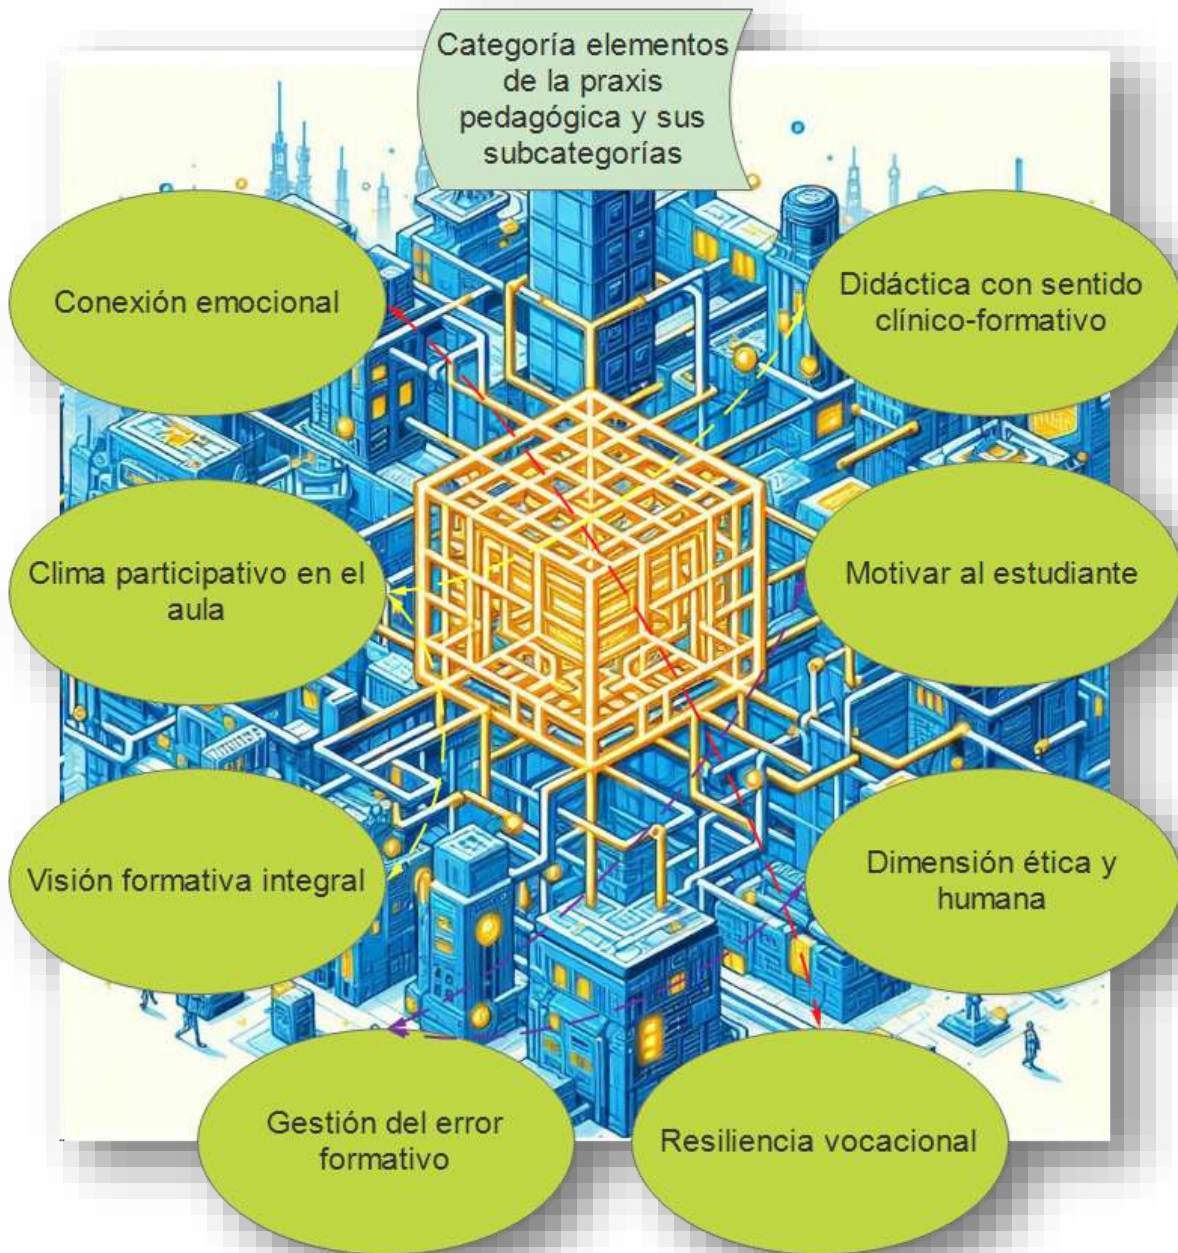 Categoría elementos
de la praxis
pedagógica y sus
subcategorías
Conexión emocional
Didáctica con sentido
clínico-formativo
Clima participativo en el
aula
Motivar al estudiante
Visión formativa integral
Dimensión ética y
humana
Gestión del error
formativo
Resiliencia vocacional